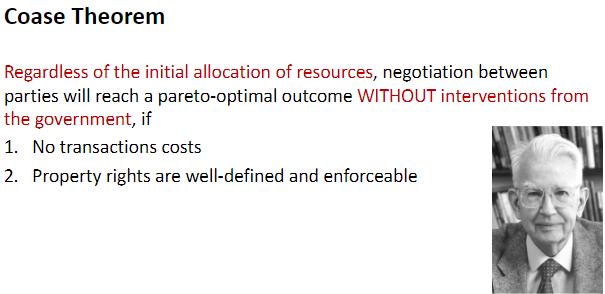 Coase Theorem
Regardless of the initial allocation of resources, negotiation between
parties will reach a pareto-optimal outcome WITHOUT interventions from
the government, if
1. No transactions costs
2. Property rights are well-defined and enforceable